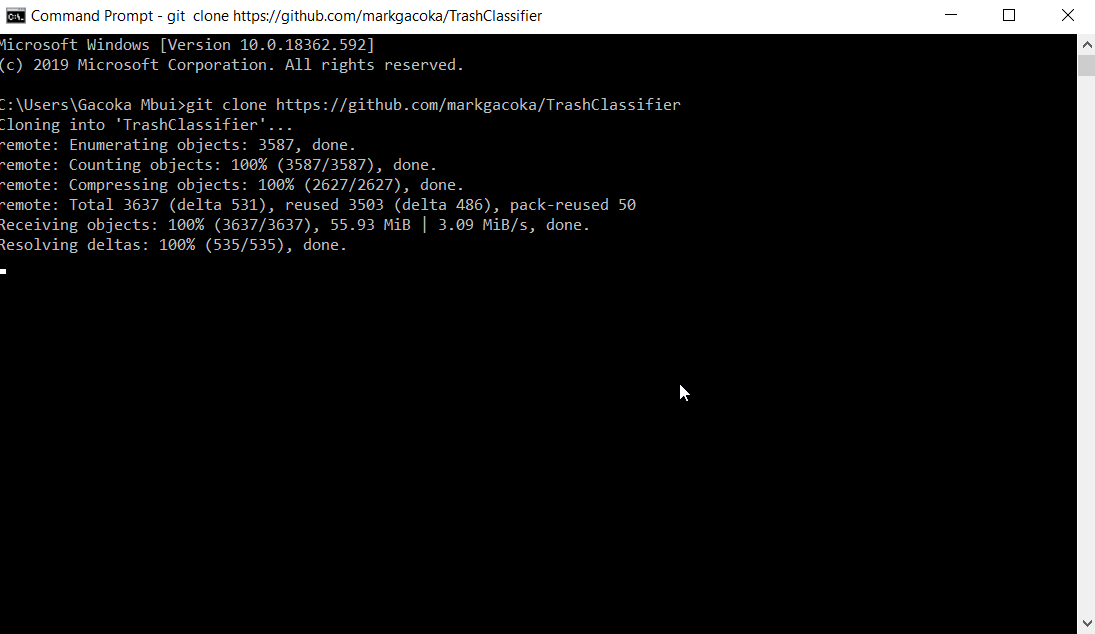 Command Prompt - git  clone https://github.com/markgacoka/TrashClassifier
Microsoft Windows [Version 10.0.18362.592]
(c) 2019 Microsoft Corporation. All rights reserved.
C:\Users\Gacoka Mbui>git clone https://github.com/markgacoka/TrashClassifier
Cloning into 'TrashClassifier'...
remote: Enumerating objects: 3587, done.
remote: Counting objects: 100% (3587/3587), done.
remote: Compressing objects: 100% (2627/2627), done.
remote: Total 3637 (delta 531), reused 3503 (delta 486), pack-reused 50
Receiving objects: 100% (3637/3637), 55.93 MiB | 3.09 MiB/s, done.
Resolving deltas: 100% (535/535), done.